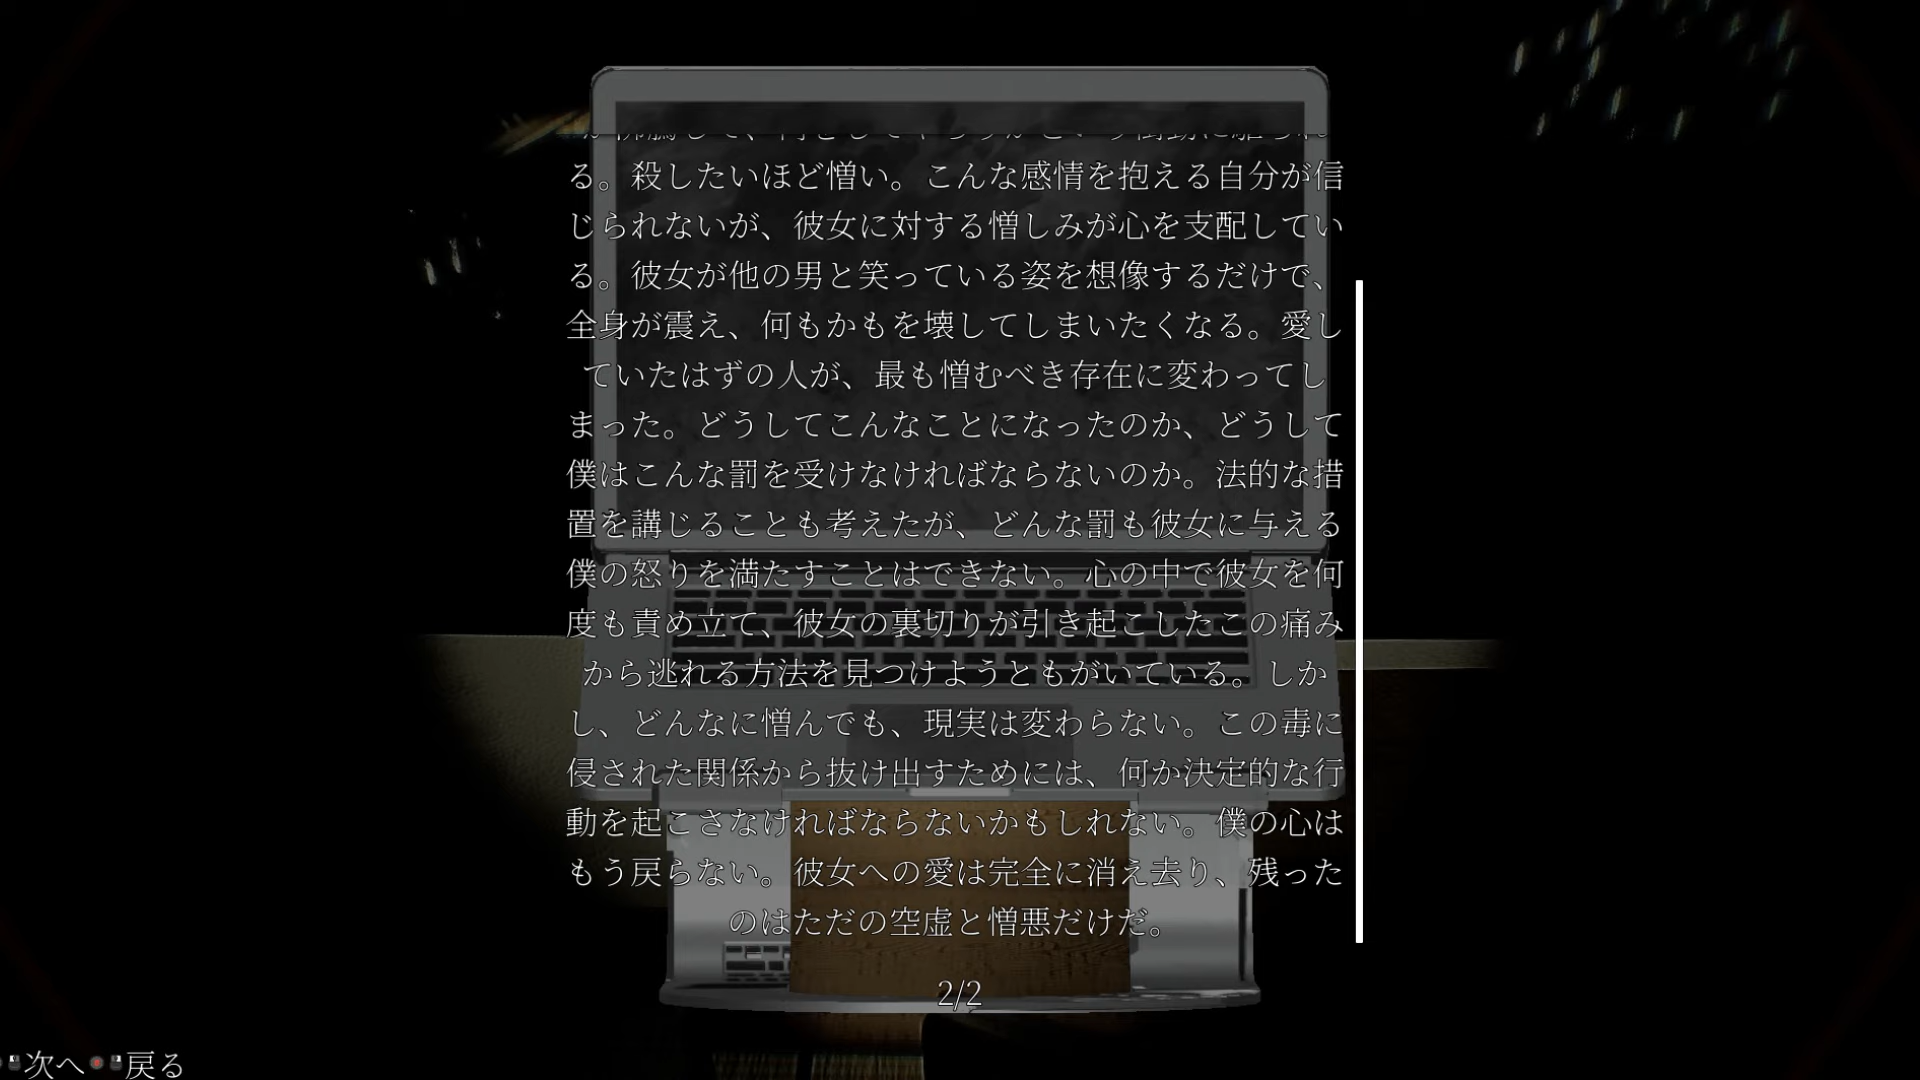 る。殺したいほど憎い。こんな感情を抱える自分が信
じられないが、彼女に対する憎しみが心を支配してい
る。彼女が他の男と笑っている姿を想像するだけで、
全身が震え、何もかもを壊してしまいたくなる。愛し
ていたはずの人が、最も憎むべき存在に変わってし
まった。どうしてこんなことになったのか、どうして
僕はこんな罰を受けなければならないのか。法的な措
置を講じることも考えたが、どんな罰も彼女に与える
僕の怒りを満たすことはできない。心の中で彼女を何
度も責め立て、彼女の裏切りが引き起こしたこの痛み
から逃れる方法を見つけようともがいている。しか
し、どんなに憎んでも、現実は変わらない。この毒に
侵された関係から抜け出すためには、何か決定的な行
動を起こさなければならないかもしれない。僕の心は
もう戻らない。彼女への愛は完全に消え去り、残った
のはただの空虚と憎悪だけだ。
2/2
次へ 戻る